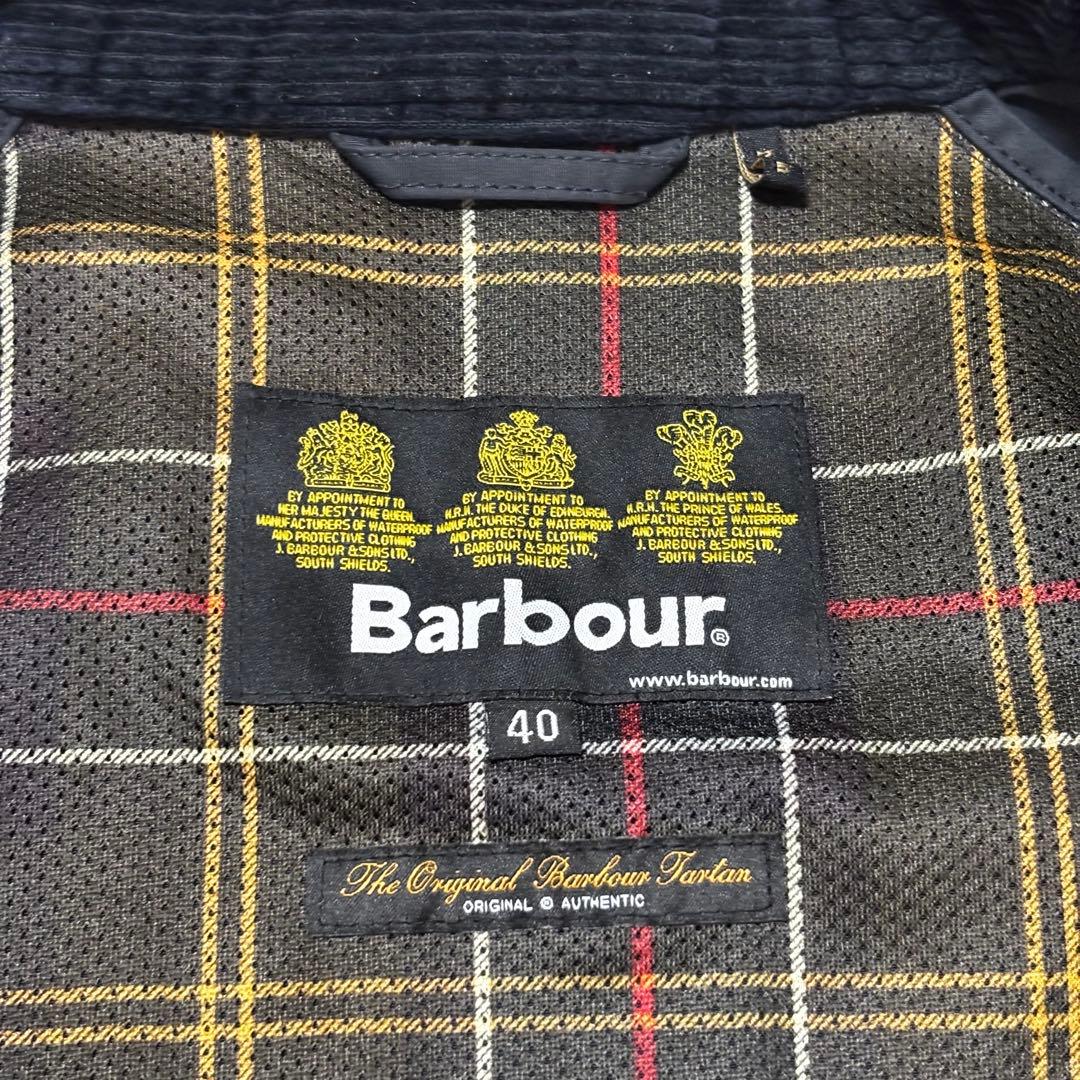 BY APPOINTMENT TO
HER MAJESTY THE QUEEN.
MANUFACTURERS OF WATERPROOF
AND PROTECTIVE CLOTHING
J. BARBOUR & SONS LTD.,
SOUTH SHIELDS.
BY APPOINTMENT TO
H.R.H. THE DUKE OF EDINBURGH.
MANUFACTURERS OF WATERPROOF
AND PROTECTIVE CLOTHING
J. BARBOUR & SONS LTD.,
SOUTH SHIELDS.
BY APPOINTMENT TO
H.R.H. THE PRINCE OF WALES.
MANUFACTURERS OF WATERPROOF
AND PROTECTIVE CLOTHING
J. BARBOUR & SONS LTD.,
SOUTH SHIELDS.
Barbour®
www.barbour.com
40
The Original Barbour Tartan
ORIGINAL ® AUTHENTIC